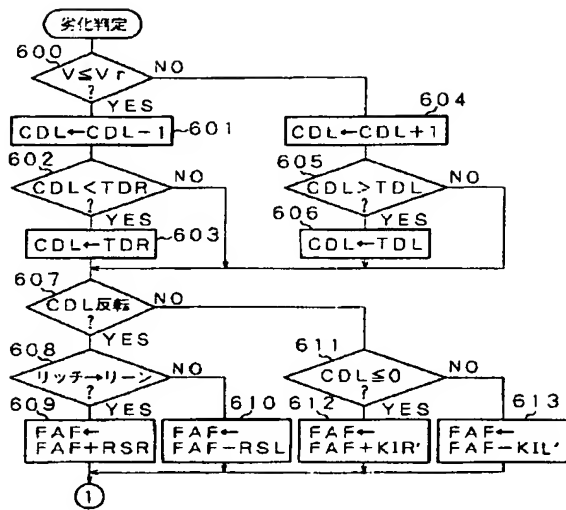 劣化判定
600
V≦Vr
?
NO
YES
CDL←CDL-1
601
604
CDL←CDL+1
602
CDL<TDR
?
NO
YES
605
CDL>TDL
?
NO
YES
CDL←TDR
603
606
CDL←TDL
607
CDL反転
?
NO
YES
608
リッチ→リーン
?
NO
YES
611
CDL≦0
?
NO
YES
609
FAF←
FAF+RSR
610
FAF←
FAF-RSL
612
FAF←
FAF+KIR'
613
FAF←
FAF-KIL'
1